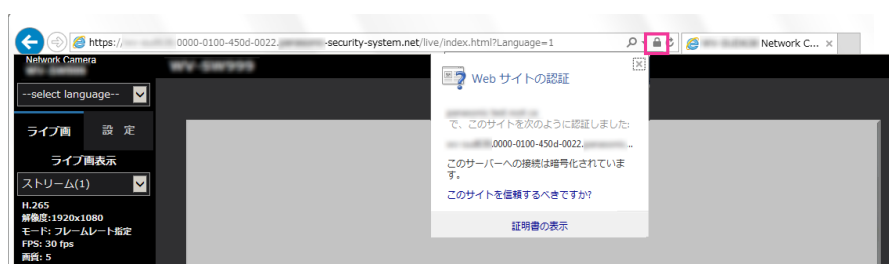 https:// 0000-0100-450d-0022. -security-system.net/live/index.html?Language=1
Network C...
Network Camera
WV-SW999
--select language--
Web サイトの認証
で、このサイトを次のように認証しました:
.0000-0100-450d-0022. ..
このサーバーへの接続は暗号化されていま
す。
このサイトを信頼するべきですか?
証明書の表示
ライブ画
設 定
ライブ画表示
ストリーム(1)
H.265
解像度:1920x1080
モード: フレームレート指定
FPS: 30 fps
画質: 5